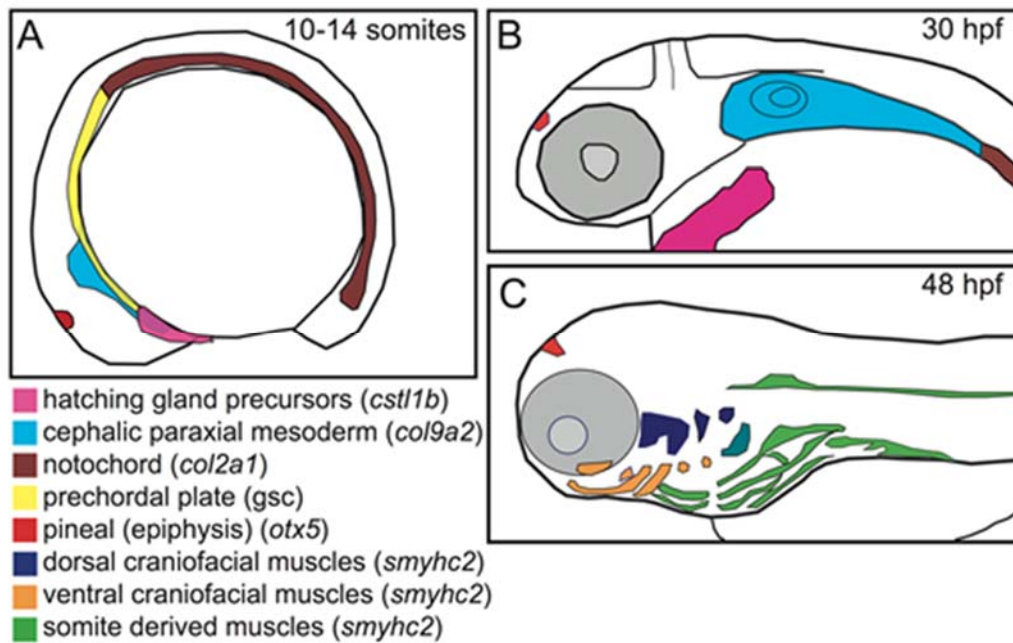 A
10-14 somites
B
30 hpf
C
48 hpf
hatching gland precursors (cstl1b)
cephalic paraxial mesoderm (col9a2)
notochord (col2a1)
prechordal plate (gsc)
pineal (epiphysis) (otx5)
dorsal craniofacial muscles (smyhc2)
ventral craniofacial muscles (smyhc2)
somite derived muscles (smyhc2)